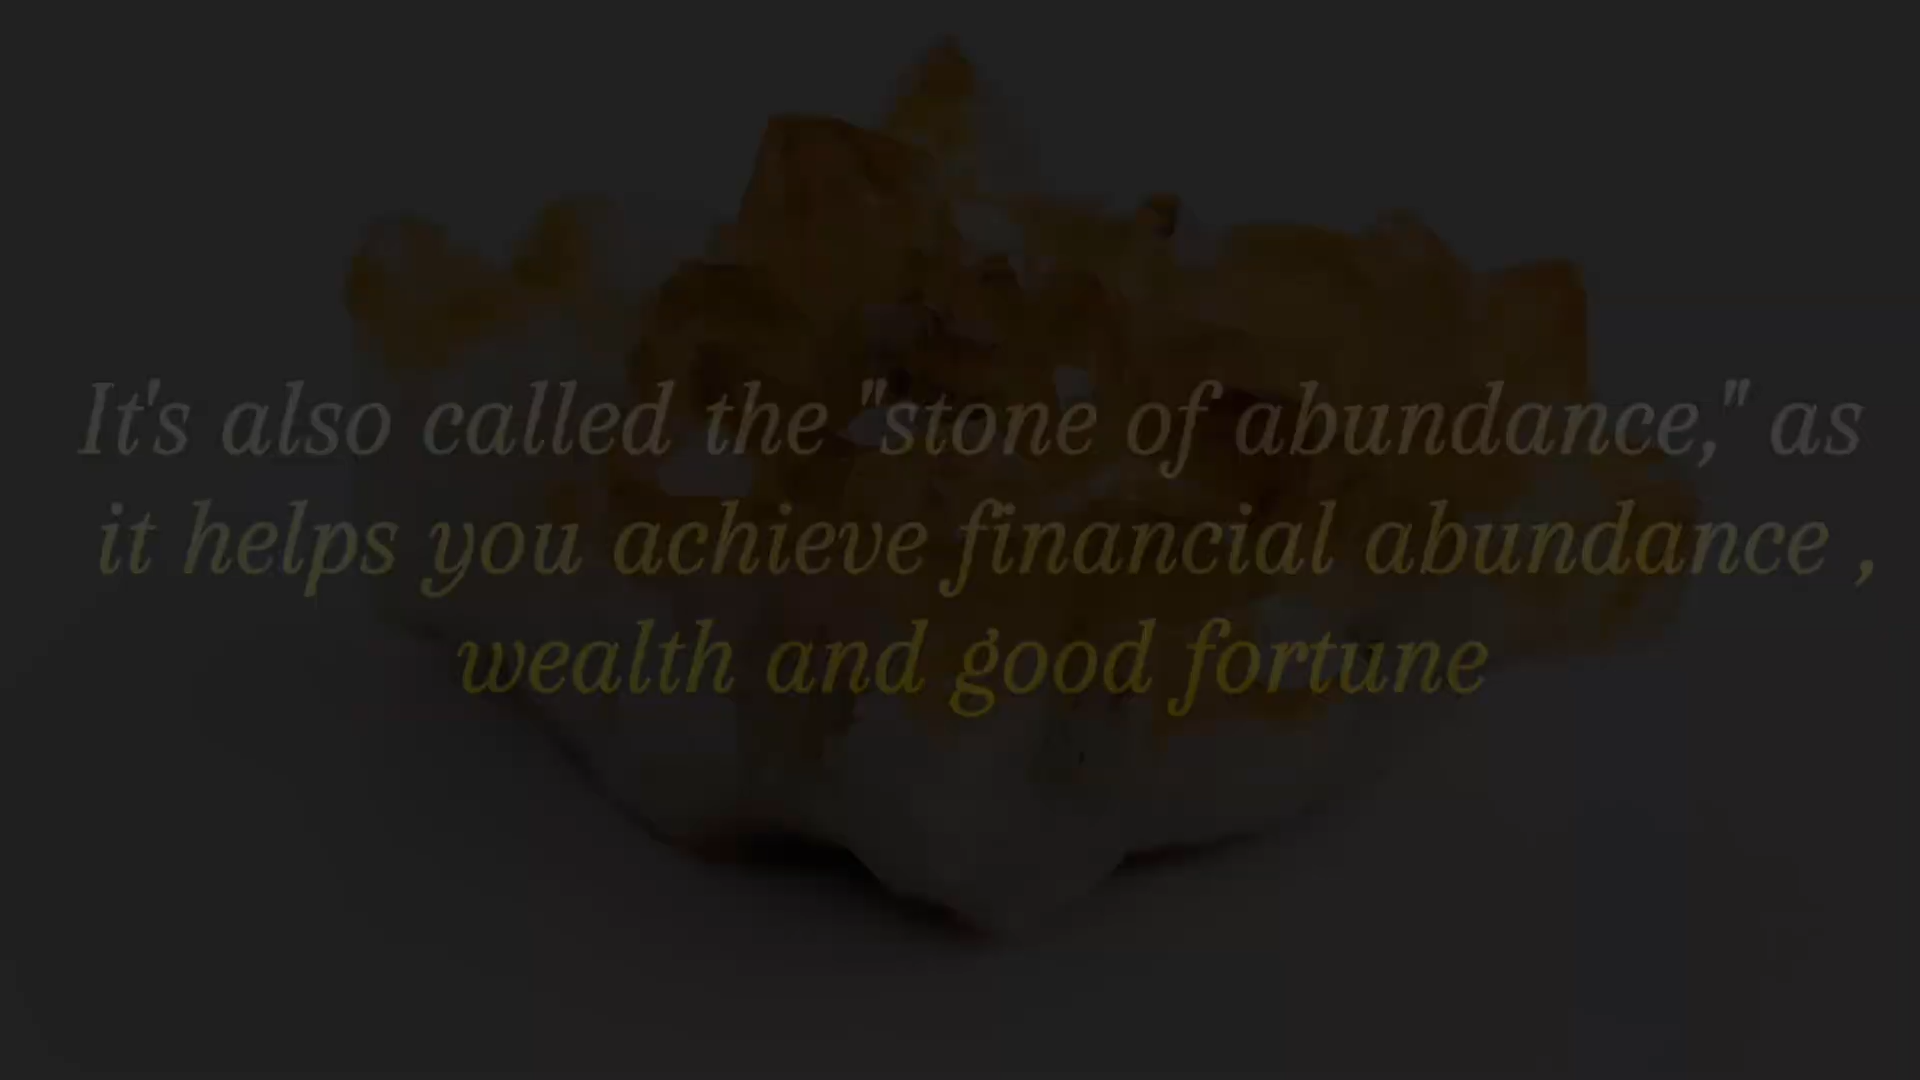 It's also called the "stone of abundance," as
it helps you achieve financial abundance ,
wealth and good fortune